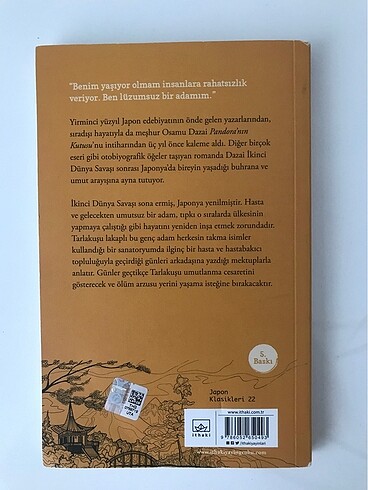 "Benim yaşıyor olmam insanlara rahatsızlık
veriyor. Ben lüzumsuz bir adamım."
Yirminci yüzyıl Japon edebiyatının önde gelen yazarlarından,
sıradışı hayatıyla da meşhur Osamu Dazai Pandora'nın
Kutusu'nu intiharından üç yıl önce kaleme aldı. Diğer birçok
eseri gibi otobiyografik öğeler taşıyan romanda Dazai İkinci
Dünya Savaşı sonrası Japonya'da bireyin yaşadığı buhrana ve
umut arayışına ayna tutuyor.
İkinci Dünya Savaşı sona ermiş, Japonya yenilmiştir. Hasta
ve gelecekten umutsuz bir adam, tıpkı o sıralarda ülkesinin
yapmaya çalıştığı gibi hayatını yeniden inşa etmek zorundadır.
Tarlakuşu lakaplı bu genç adam herkesin takma isimler
kullandığı bir sanatoryumda ilginç bir hasta ve hastabakıcı
topluluğuyla geçirdiği günleri arkadaşına yazdığı mektuplarla
anlatır. Günler geçtikçe Tarlakuşu umutlanma cesaretini
gösterecek ve ölüm arzusu yerini yaşama isteğine bırakacaktır.
5.
Baskı
Japon
Klasikleri 22
ithaki
www.ithaki.com.tr
9 786052 650493
/ithakiyayinlari